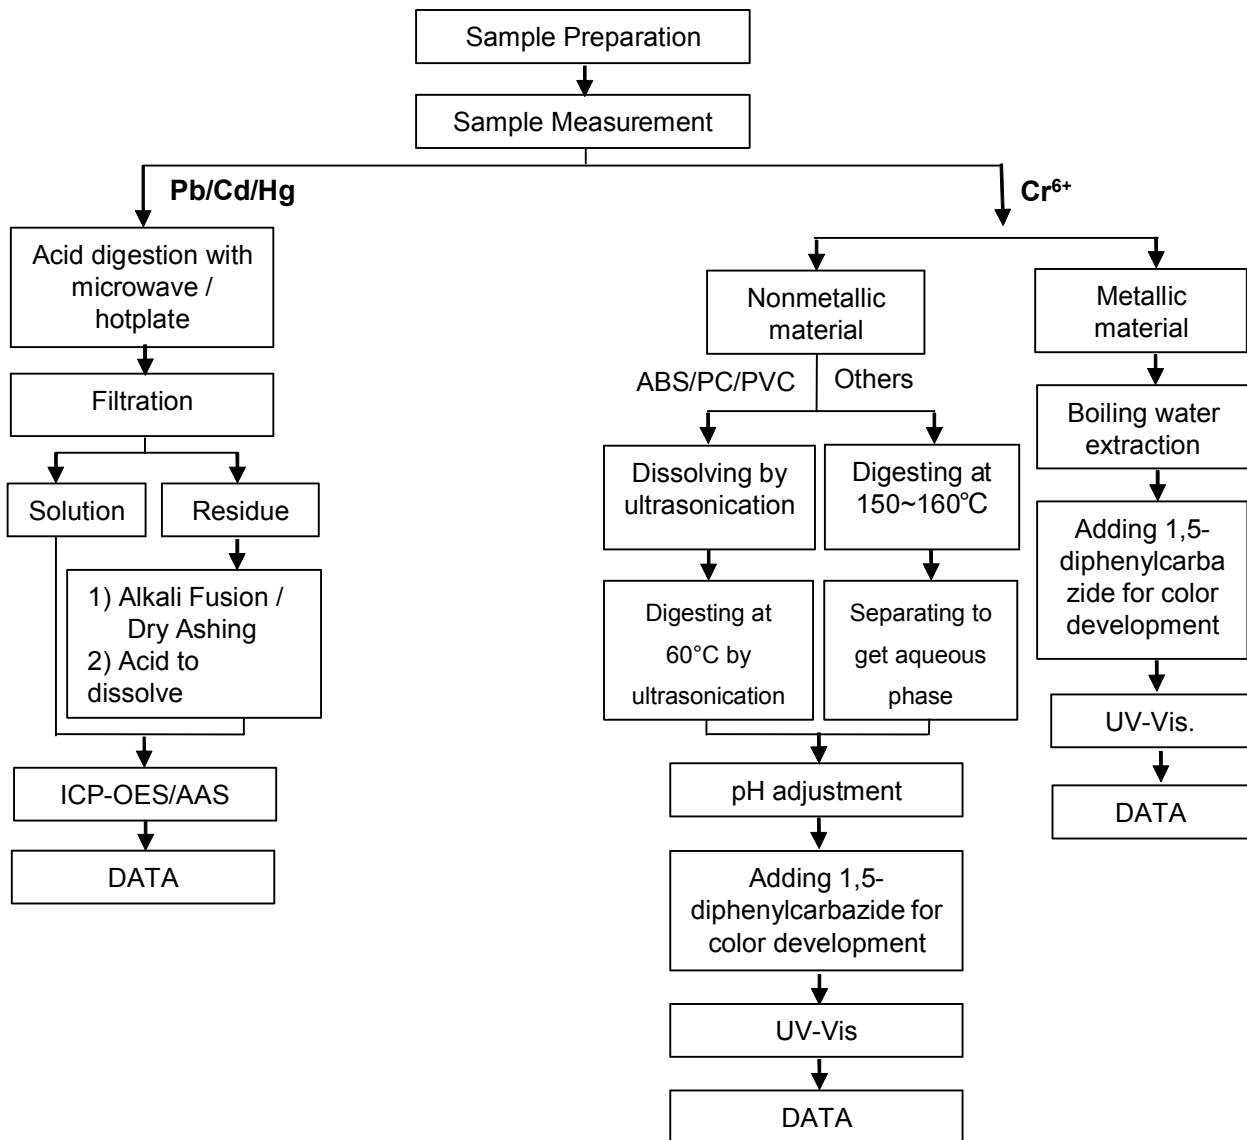 Sample Preparation
Sample Measurement
Pb/Cd/Hg
Cr⁶⁺
Acid digestion with
microwave /
hotplate
Filtration
Solution
Residue
1) Alkali Fusion /
Dry Ashing
2) Acid to
dissolve
ICP-OES/AAS
DATA
Nonmetallic
material
ABS/PC/PVC
Others
Dissolving by
ultrasonication
Digesting at
150~160℃
Digesting at
60°C by
ultrasonication
Separating to
get aqueous
phase
pH adjustment
Adding 1,5-
diphenylcarbazide for
color development
UV-Vis
DATA
Metallic
material
Boiling water
extraction
Adding 1,5-
diphenylcarba
zide for color
development
UV-Vis.
DATA